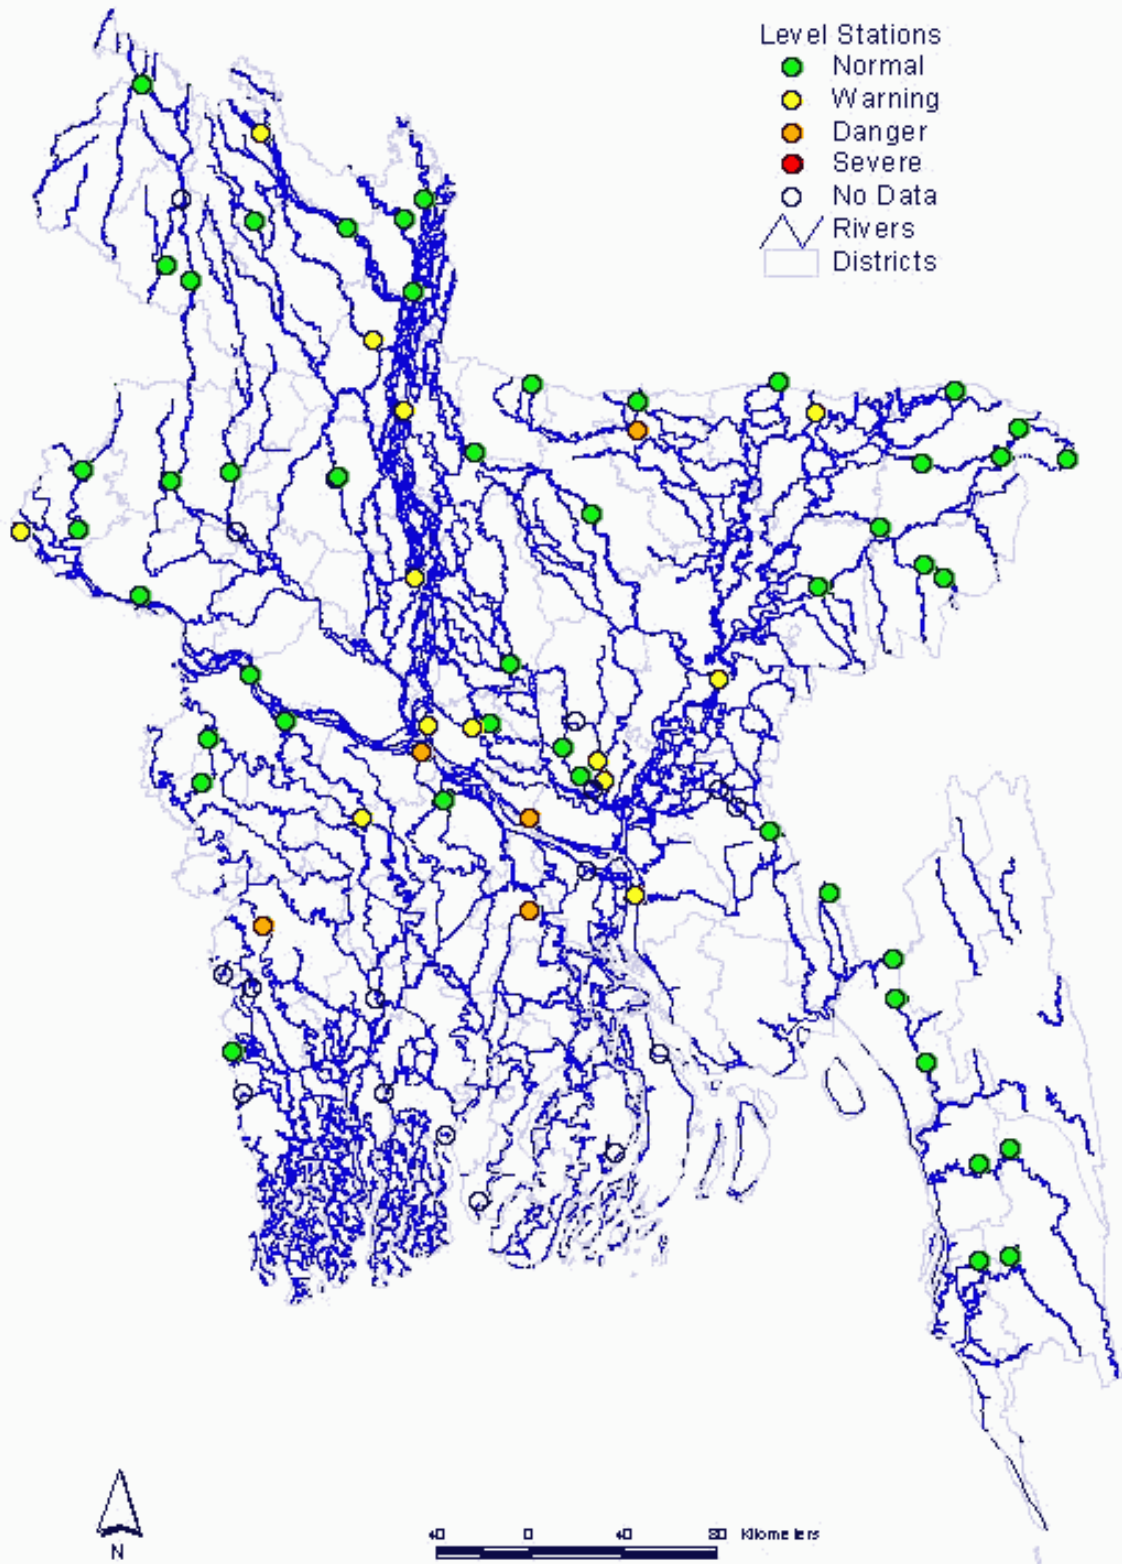 Level Stations
Normal
Warning
Danger
Severe
No Data
Rivers
Districts
N
40 0 40 80 Kilometers